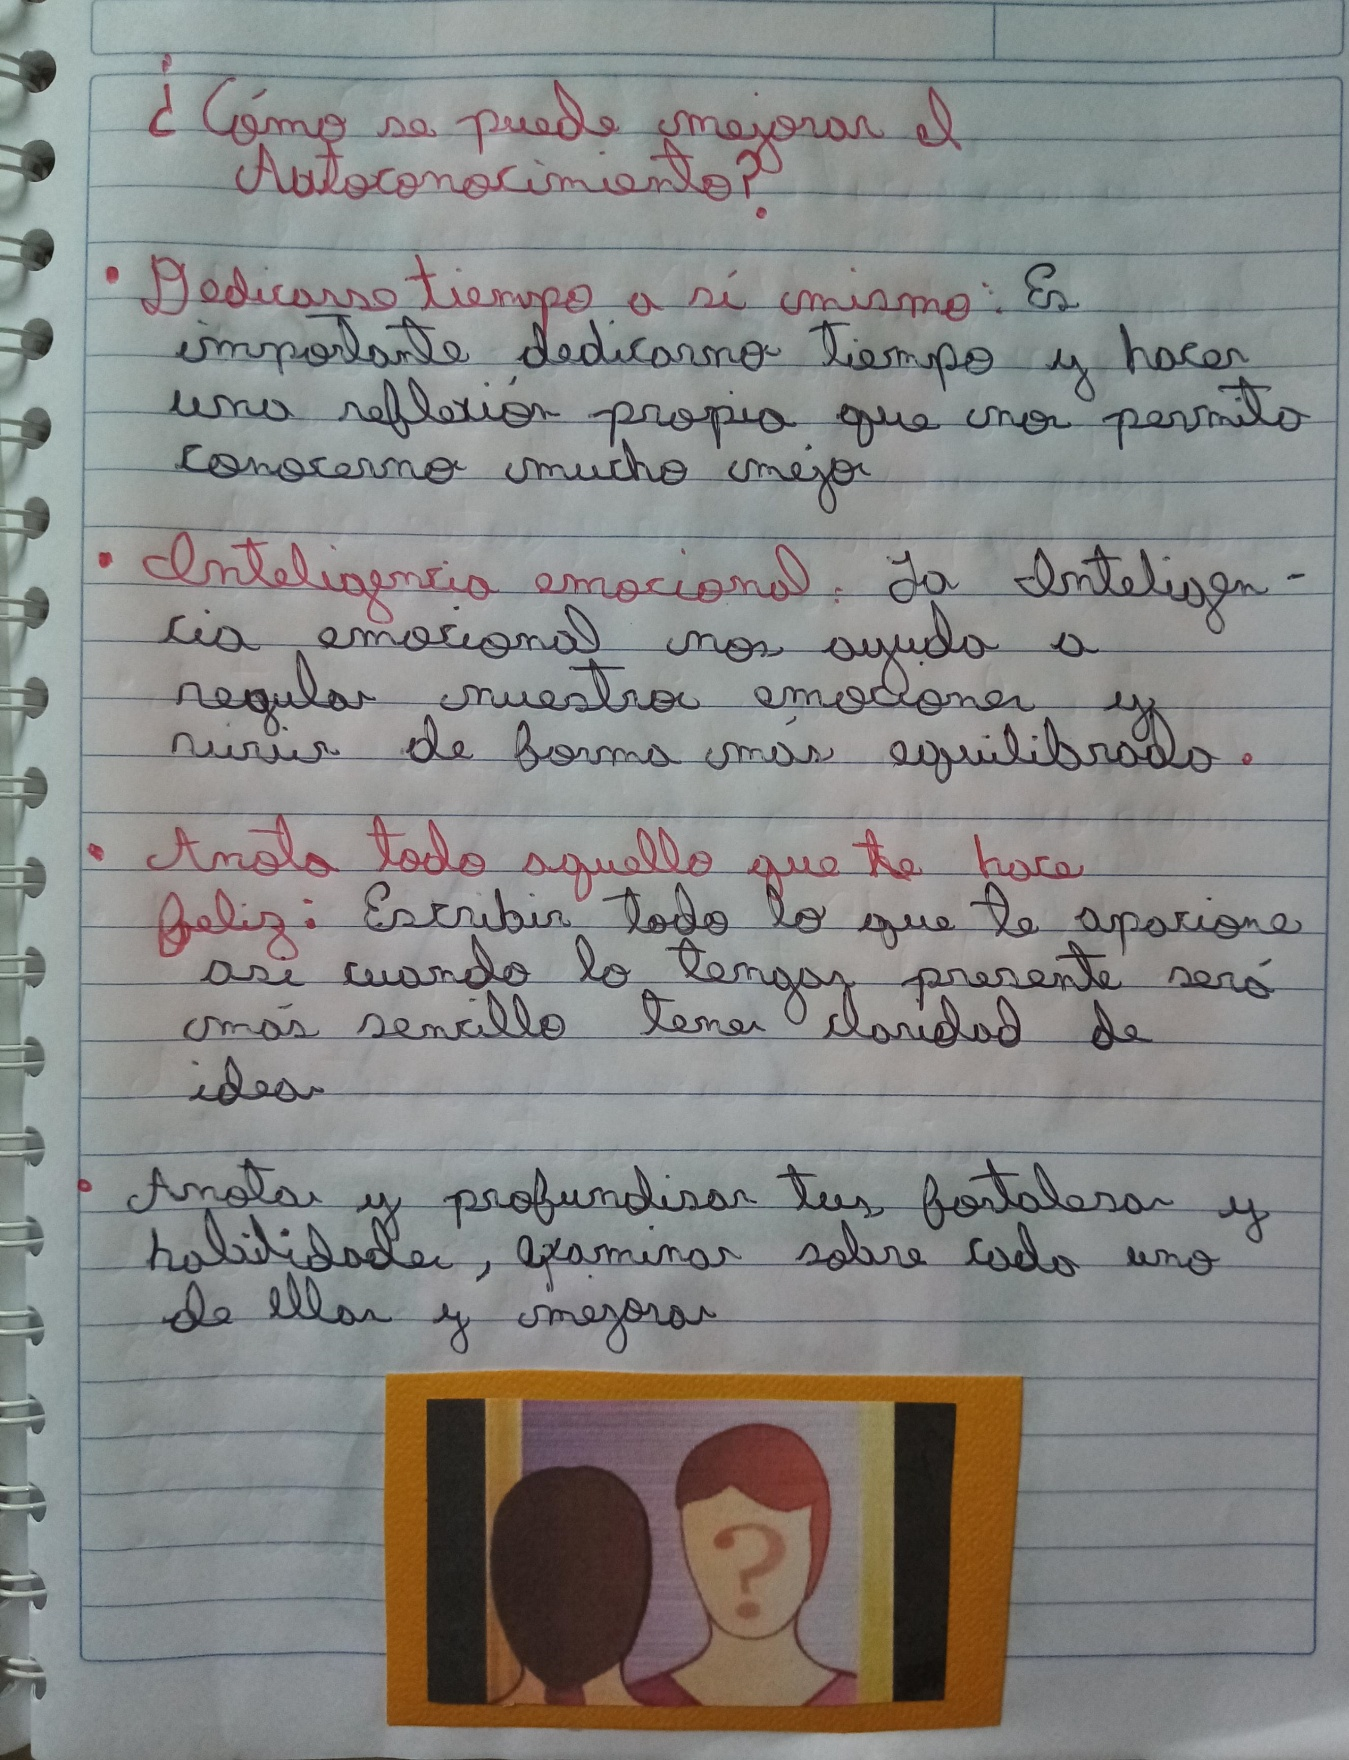 ¿Cómo se puede mejorar el
Autoconocimiento?
• Dedicarse tiempo a sí mismo: Es
importante dedicarnos tiempo y hacer
una reflexión propia que nos permita
conocernos mucho mejor
• Inteligencia emocional: La Inteligen-
cia emocional nos ayuda a
regular nuestras emociones y
vivir de forma más equilibrada.
• Anota todo aquello que te hace
feliz: Escribir todo lo que te apasione
asi cuando lo tengas presente será
más sencillo tener claridad de
ideas
• Anotar y profundisar tus fortalesas y
habilidades, examinar sobre cada una
de ellas y mejorar
?